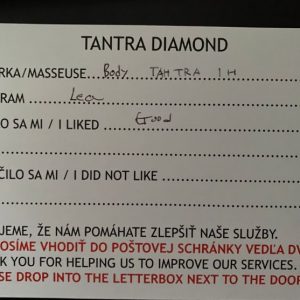 TANTRA DIAMOND
RKA/MASSEUSE Body TANTRA 1H
RAM Lea
O SA MI / I LIKED Good
ČILO SA MI / I DID NOT LIKE
JEME, ŽE NÁM POMÁHATE ZLEPŠIŤ NAŠE SLUŽBY.
OSÍME VHODIŤ DO POŠTOVEJ SCHRÁNKY VEDĽA DV
K YOU FOR HELPING US TO IMPROVE OUR SERVICES.
SE DROP INTO THE LETTERBOX NEXT TO THE DOOR